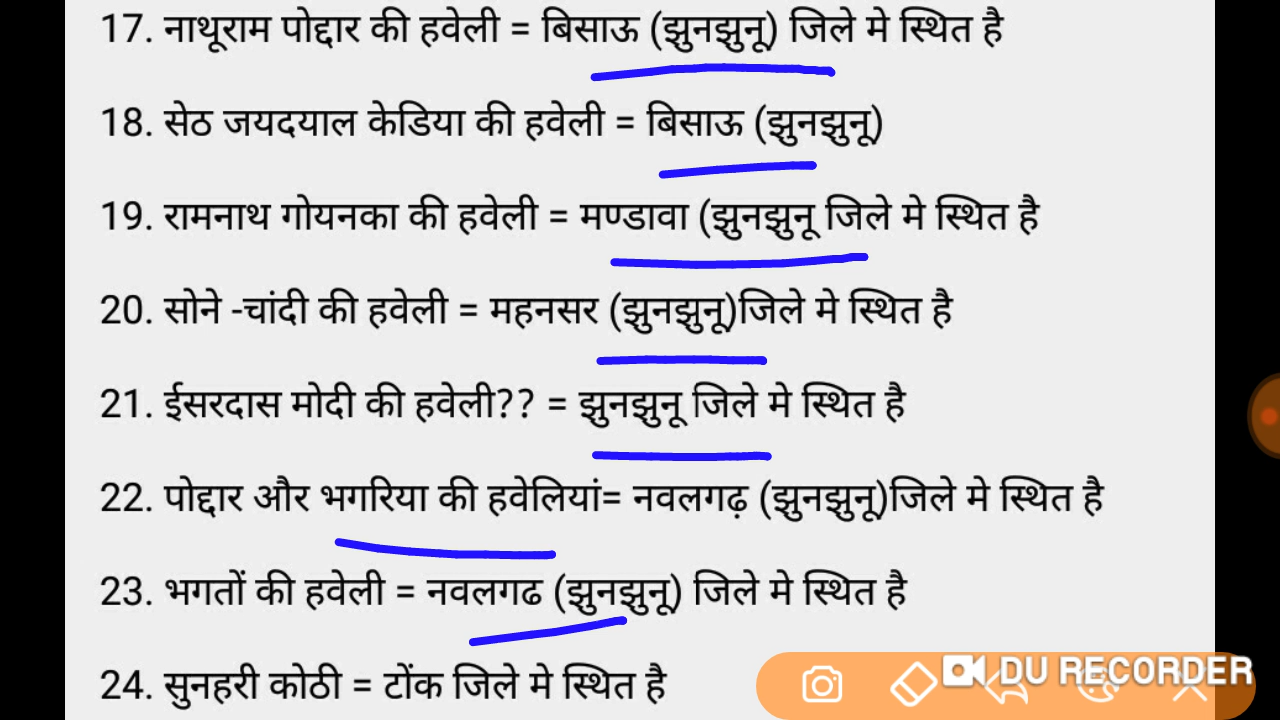 17. नाथूराम पोद्दार की हवेली = बिसाऊ (झुनझुनू) जिले मे स्थित है
18. सेठ जयदयाल केडिया की हवेली = बिसाऊ (झुनझुनू)
19. रामनाथ गोयनका की हवेली = मण्डावा (झुनझुनू जिले मे स्थित है
20. सोने -चांदी की हवेली = महनसर (झुनझुनू)जिले मे स्थित है
21. ईसरदास मोदी की हवेली?? = झुनझुनू जिले मे स्थित है
22. पोद्दार और भगरिया की हवेलियां= नवलगढ़ (झुनझुनू)जिले मे स्थित है
23. भगतों की हवेली = नवलगढ (झुनझुनू) जिले मे स्थित है
24. सुनहरी कोठी = टोंक जिले मे स्थित है
DU RECORDER